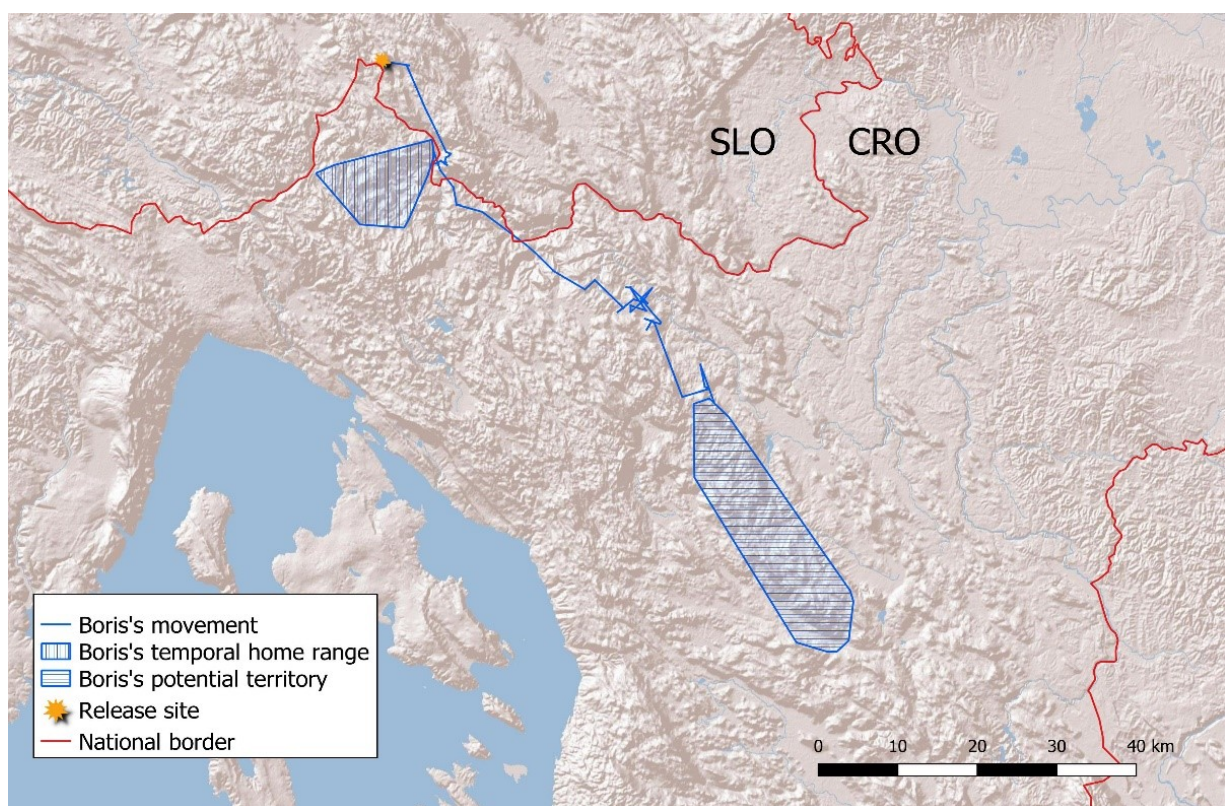 SLO
CRO
Boris's movement
Boris's temporal home range
Boris's potential territory
Release site
National border
0 10 20 30 40 km